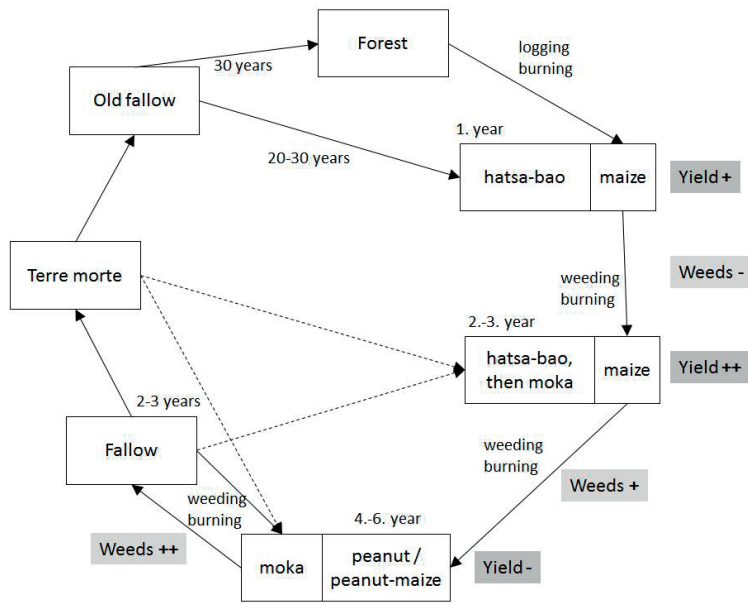 Forest
logging
burning
30 years
Old fallow
1. year
20-30 years
hatsa-bao
maize
Yield +
Terre morte
weeding
burning
Weeds -
2.-3. year
hatsa-bao,
then moka
maize
Yield ++
2-3 years
Fallow
weeding
burning
Weeds +
weeding
burning
4.-6. year
Weeds ++
moka
peanut /
peanut-maize
Yield -